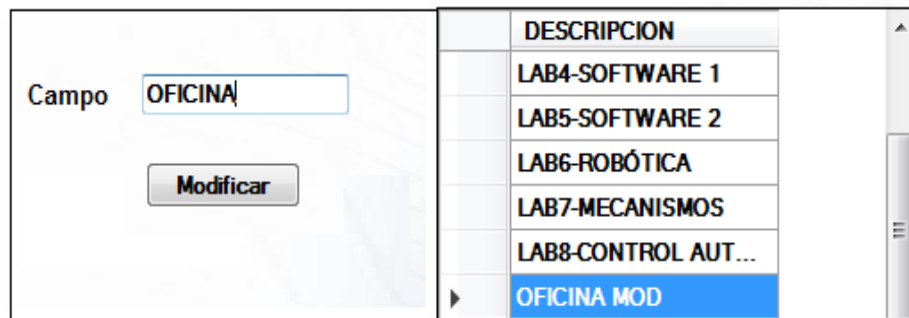 Campo OFICINA
Modificar
DESCRIPCION
LAB4-SOFTWARE 1
LAB5-SOFTWARE 2
LAB6-ROBÓTICA
LAB7-MECANISMOS
LAB8-CONTROL AUT...
OFICINA MOD